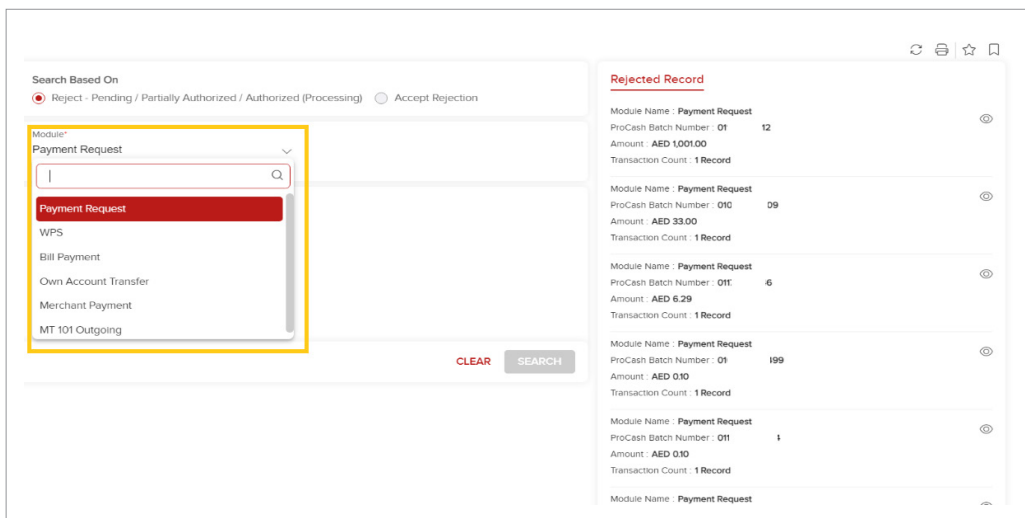 Search Based On
Reject - Pending / Partially Authorized / Authorized (Processing) Accept Rejection
Module*
Payment Request
Payment Request
WPS
Bill Payment
Own Account Transfer
Merchant Payment
MT 101 Outgoing
CLEAR SEARCH
Rejected Record
Module Name : Payment Request
ProCash Batch Number : 01 12
Amount : AED 1,001.00
Transaction Count : 1 Record
Module Name : Payment Request
ProCash Batch Number : 010 09
Amount : AED 33.00
Transaction Count : 1 Record
Module Name : Payment Request
ProCash Batch Number : 011 6
Amount : AED 6.29
Transaction Count : 1 Record
Module Name : Payment Request
ProCash Batch Number : 01 199
Amount : AED 0.10
Transaction Count : 1 Record
Module Name : Payment Request
ProCash Batch Number : 011
Amount : AED 0.10
Transaction Count : 1 Record
Module Name : Payment Request